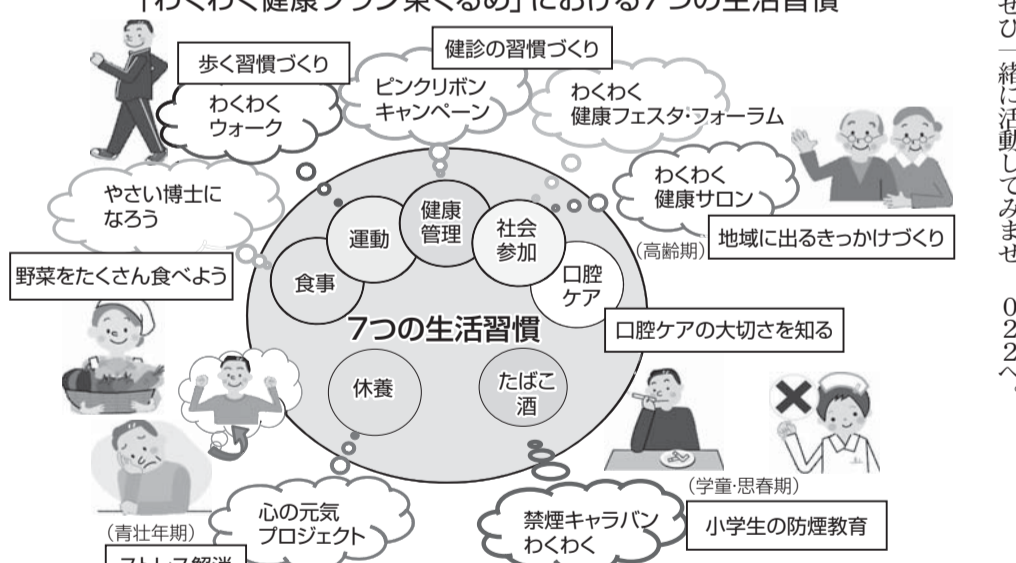 「わくわく健康プラン東くるめ」における7つの生活習慣
歩く習慣づくり
わくわく
ウォーク
健診の習慣づくり
ピンクリボン
キャンペーン
わくわく
健康フェスタ・フォーラム
わくわく
健康サロン
(高齢期)
地域に出るきっかけづくり
やさい博士に
なろう
野菜をたくさん食べよう
食事
運動
健康
管理
社会
参加
口腔
ケア
7つの生活習慣
口腔ケアの大切さを知る
休養
たばこ
酒
(青壮年期)
ストレス解消
心の元気
プロジェクト
禁煙キャラバン
わくわく
(学童・思春期)
小学生の防煙教育
ぜひ一緒に活動してみませ
022へ。